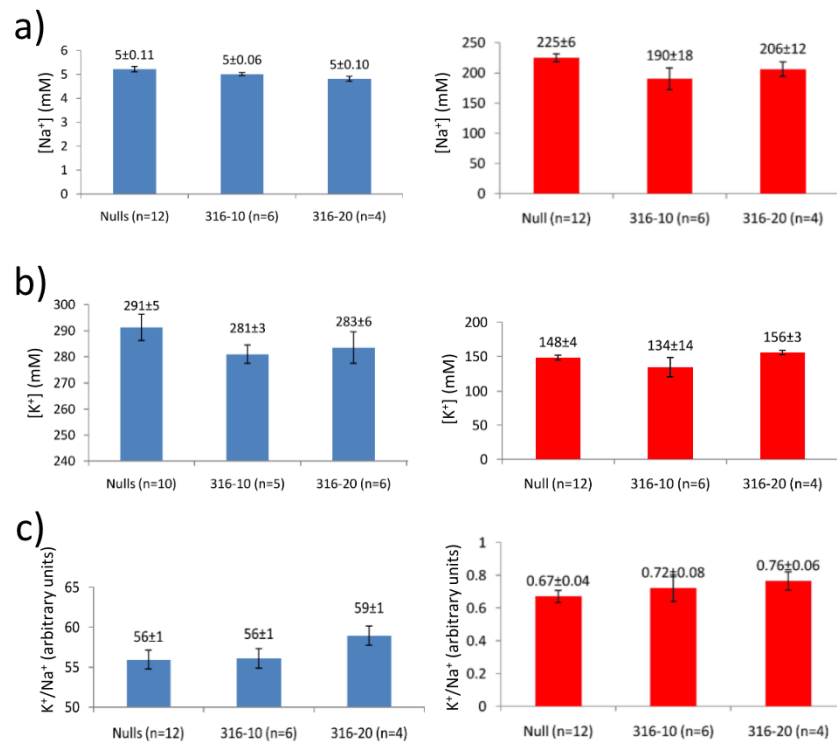 a)
[Na⁺] (mM)
6
5
4
3
2
1
0
5±0.11
5±0.06
5±0.10
Nulls (n=12)
316-10 (n=6)
316-20 (n=4)
[Na⁺] (mM)
250
200
150
100
50
0
225±6
190±18
206±12
Null (n=12)
316-10 (n=6)
316-20 (n=4)
b)
[K⁺] (mM)
300
290
280
270
260
250
240
291±5
281±3
283±6
Nulls (n=10)
316-10 (n=5)
316-20 (n=6)
[K⁺] (mM)
200
150
100
50
0
148±4
134±14
156±3
Null (n=12)
316-10 (n=6)
316-20 (n=4)
c)
K⁺/Na⁺ (arbitrary units)
65
60
55
50
56±1
56±1
59±1
Nulls (n=12)
316-10 (n=6)
316-20 (n=4)
K⁺/Na⁺ (arbitrary units)
1
0.8
0.6
0.4
0.2
0
0.67±0.04
0.72±0.08
0.76±0.06
Null (n=12)
316-10 (n=6)
316-20 (n=4)